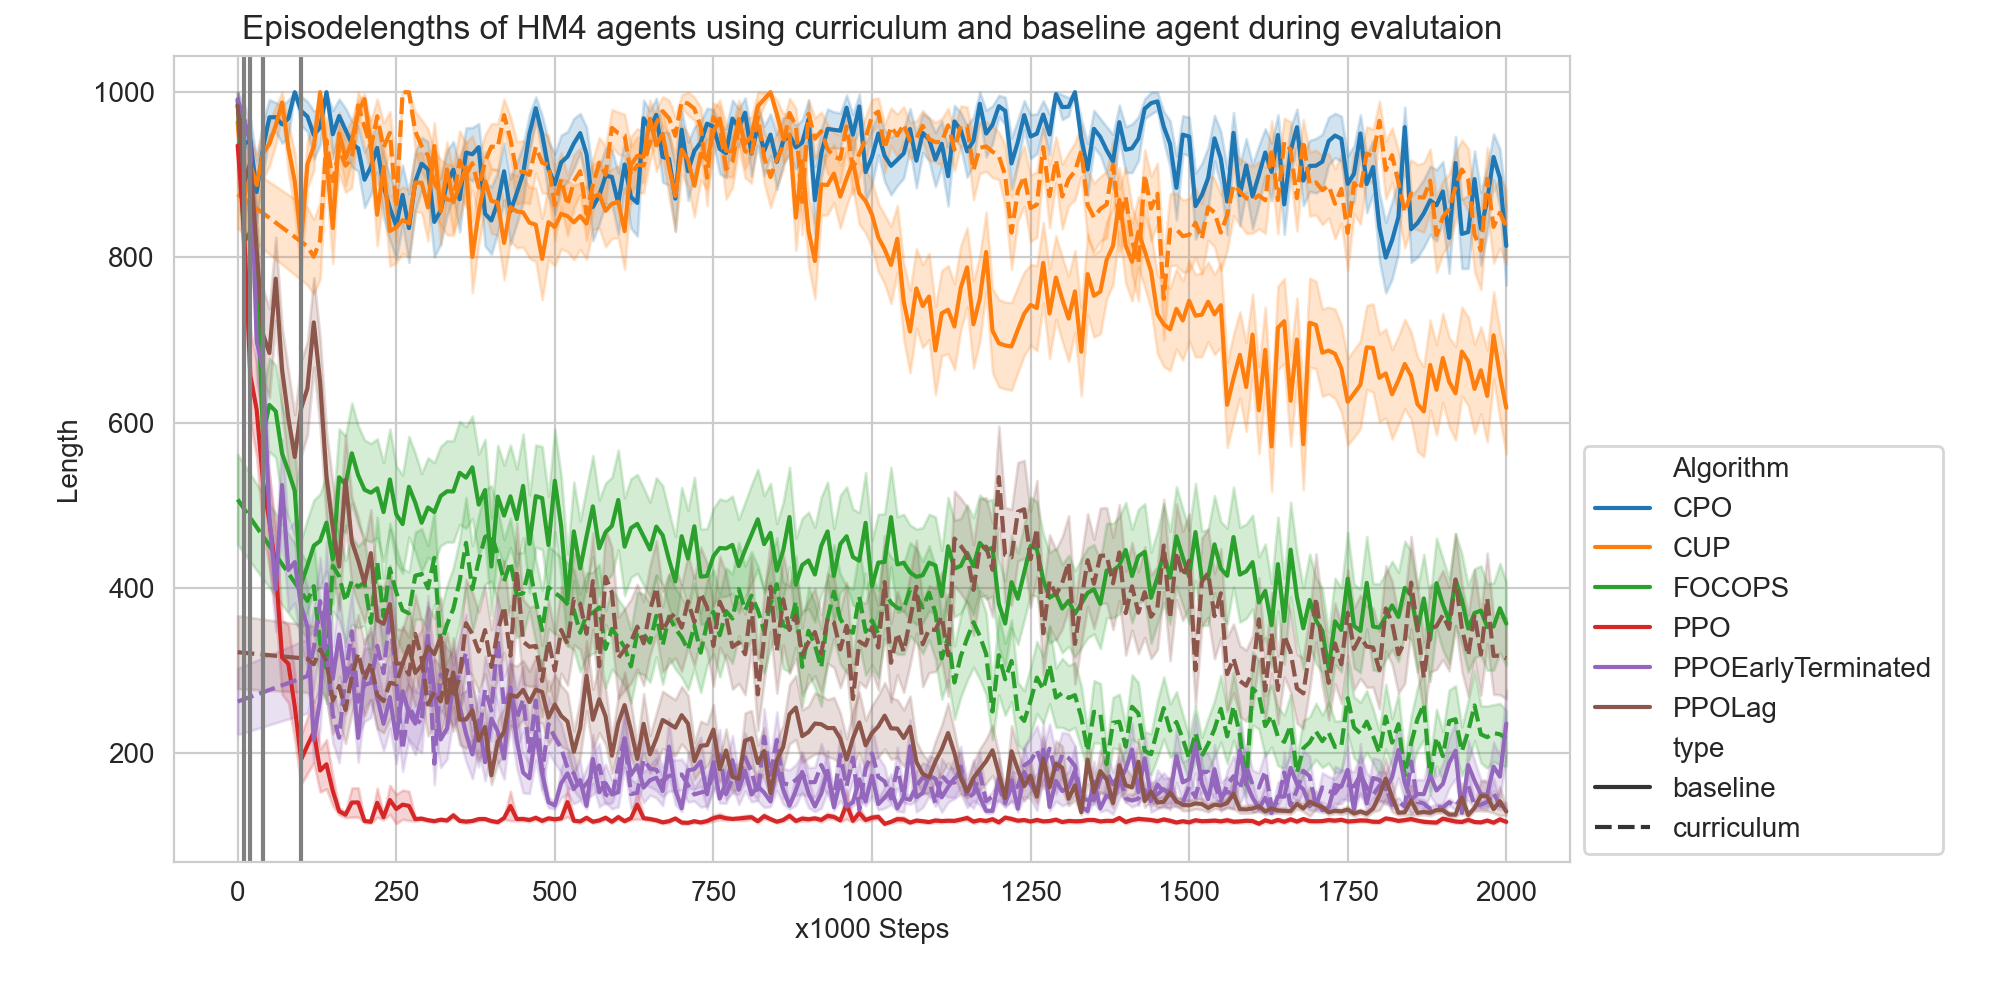 Episodelengths of HM4 agents using curriculum and baseline agent during evalutaion
1000
800
600
400
200
Length
0
250
500
750
1000
1250
1500
1750
2000
x1000 Steps
Algorithm
CPO
CUP
FOCOPS
PPO
PPOEarlyTerminated
PPOLag
type
baseline
curriculum